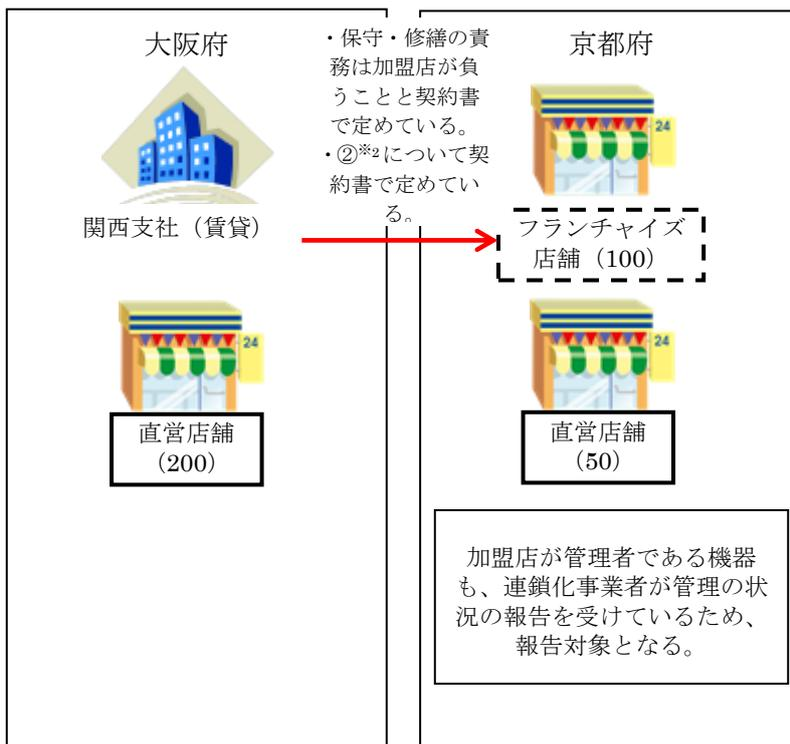 大阪府
関西支社（賃貸）
24
直営店舗
（200）
・保守・修繕の責
務は加盟店が負
うことと契約書
で定めている。
・②※2について契
約書で定めてい
る。
京都府
24
フランチャイズ
店舗（100）
24
直営店舗
（50）
加盟店が管理者である機器
も、連鎖化事業者が管理の状
況の報告を受けているため、
報告対象となる。